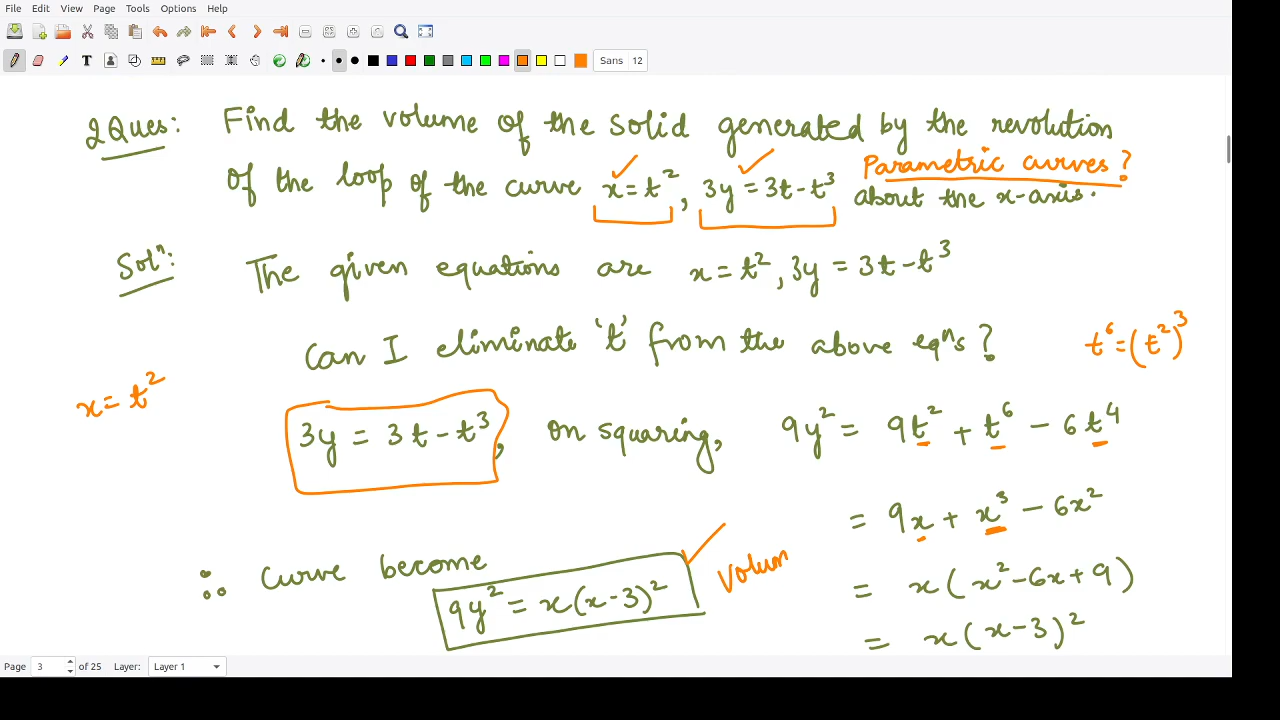 File Edit View Page Tools Options Help
T Sans 12
2 Ques: Find the volume of the solid generated by the revolution
of the loop of the curve x = t², 3y = 3t - t³ about the x-axis.
Parametric curves?
Solⁿ: The given equations are x = t², 3y = 3t - t³
Can I eliminate 't' from the above eqⁿs?
t⁶ = (t²)³
x = t²
3y = 3t - t³, on squaring, 9y² = 9t² + t⁶ - 6t⁴
= 9x + x³ - 6x²
∴ Curve become
9y² = x(x-3)²
Volum
= x(x² - 6x + 9)
= x(x-3)²
Page 3 of 25 Layer: Layer 1